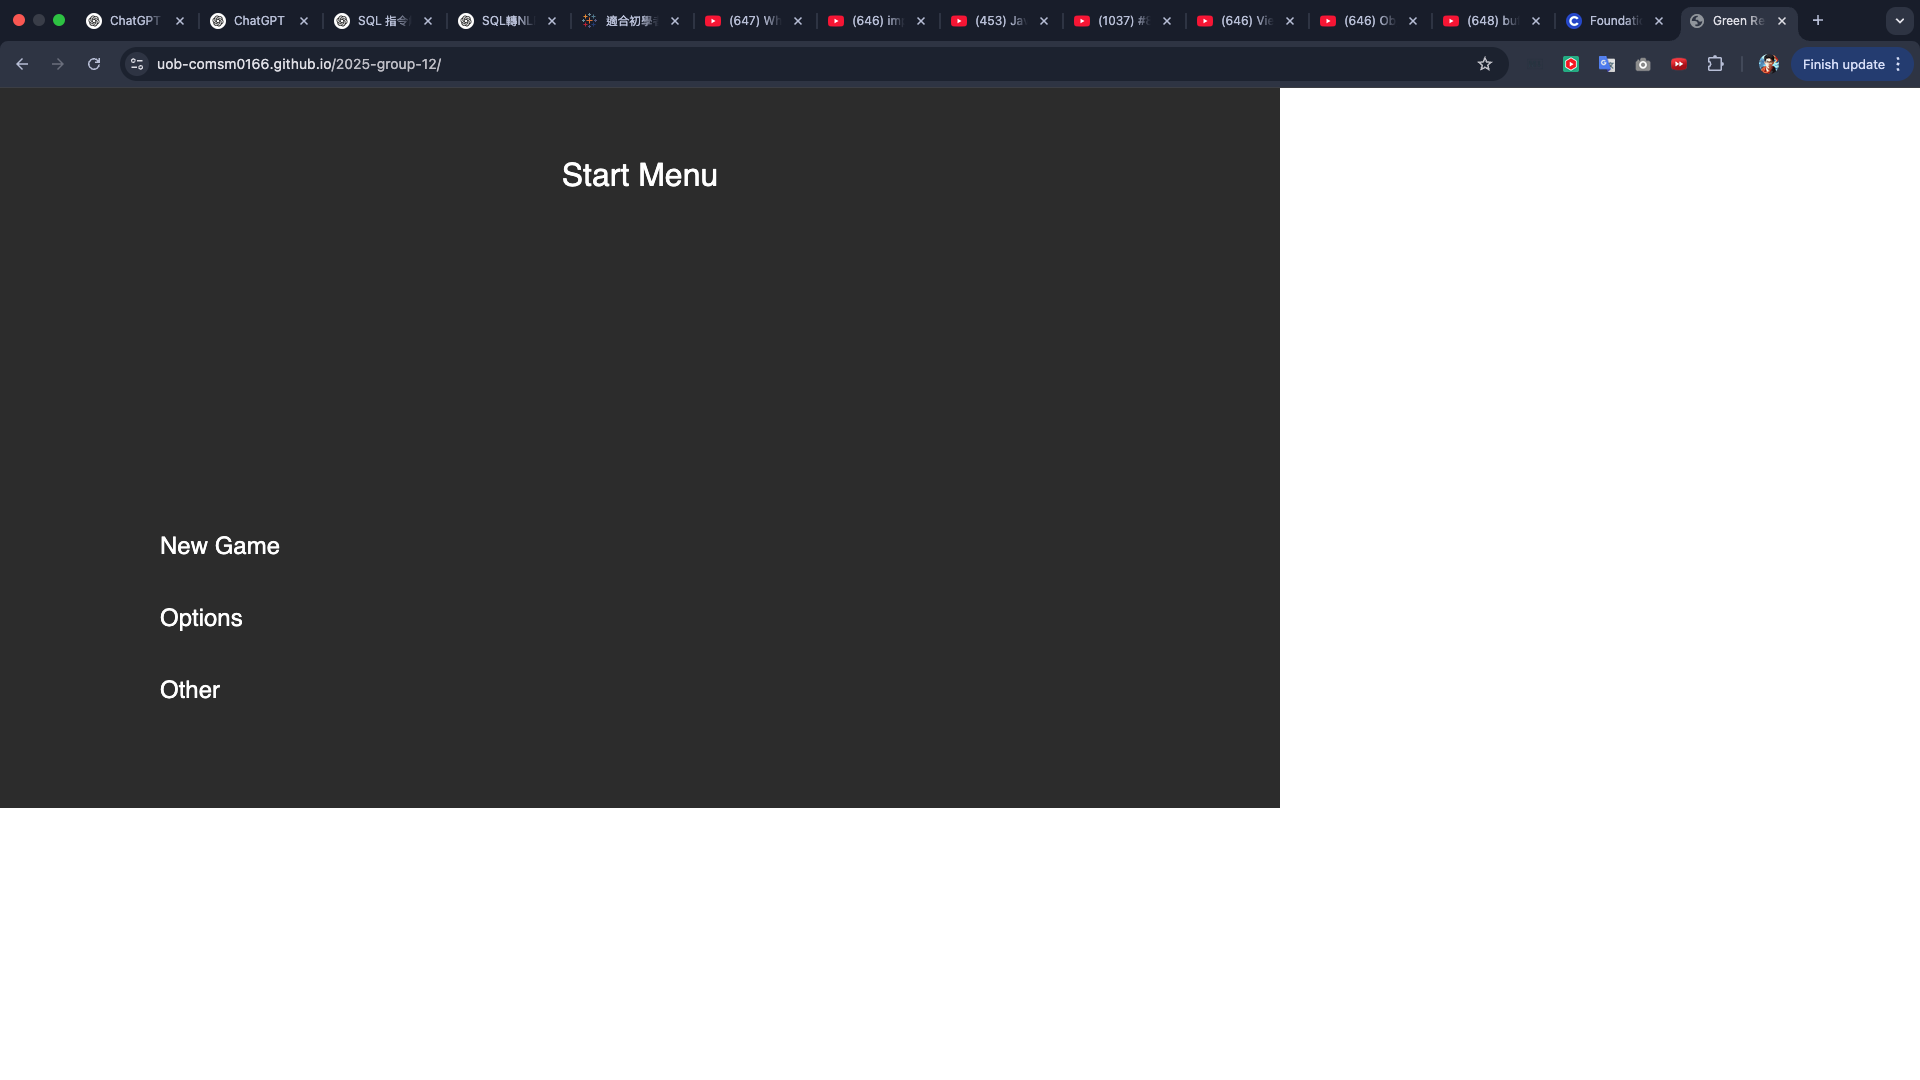 ChatGPT
ChatGPT
SQL 指令
SQL轉NL
適合初學
(647) Wh
(646) im
(453) Ja
(1037) #
(646) Vie
(646) Ob
(648) bu
Foundati
Green Re
uob-comsm0166.github.io/2025-group-12/
Finish update
Start Menu
New Game
Options
Other